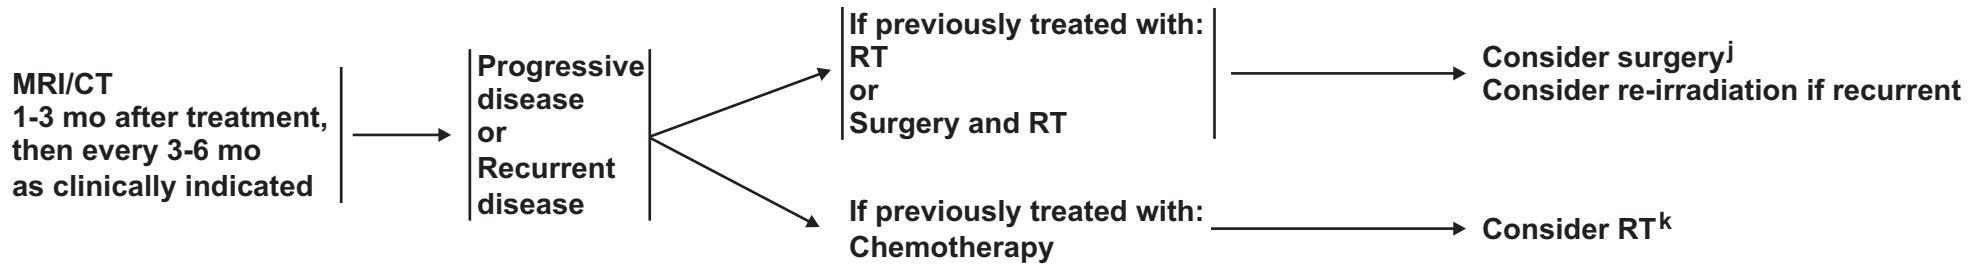 MRI/CT
1-3 mo after treatment,
then every 3-6 mo
as clinically indicated
Progressive
disease
or
Recurrent
disease
If previously treated with:
RT
or
Surgery and RT
Consider surgeryj
Consider re-irradiation if recurrent
If previously treated with:
Chemotherapy
Consider RTk